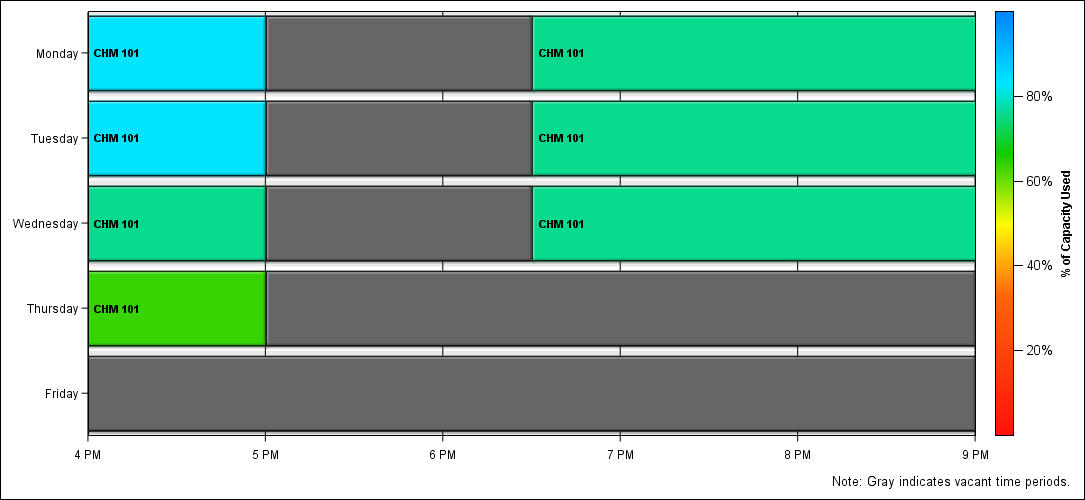 Monday
CHM 101
CHM 101
Tuesday
CHM 101
CHM 101
Wednesday
CHM 101
CHM 101
Thursday
CHM 101
Friday
4 PM
5 PM
6 PM
7 PM
8 PM
9 PM
80%
60%
40%
20%
% of Capacity Used
Note: Gray indicates vacant time periods.